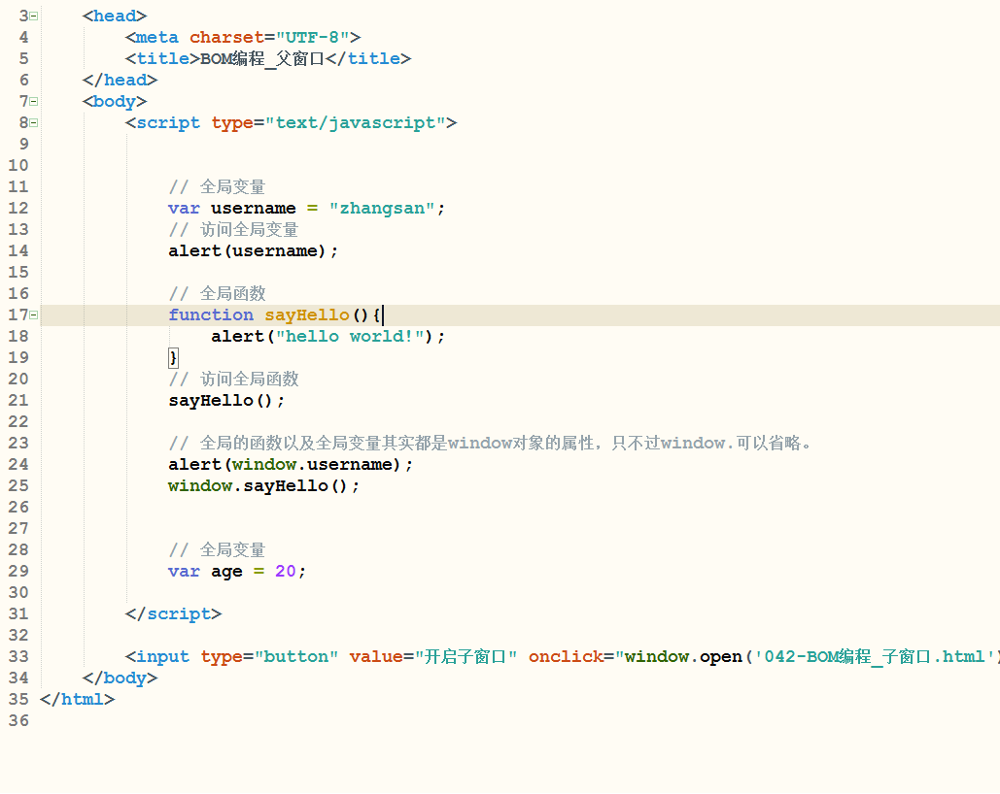 3 <head>
4 <meta charset="UTF-8">
5 <title>BOM编程_父窗口</title>
6 </head>
7 <body>
8 <script type="text/javascript">
9
10
11 // 全局变量
12 var username = "zhangsan";
13 // 访问全局变量
14 alert(username);
15
16 // 全局函数
17 function sayHello(){
18 alert("hello world!");
19 }
20 // 访问全局函数
21 sayHello();
22
23 // 全局的函数以及全局变量其实都是window对象的属性，只不过window.可以省略。
24 alert(window.username);
25 window.sayHello();
26
27
28 // 全局变量
29 var age = 20;
30
31 </script>
32
33 <input type="button" value="开启子窗口" onclick="window.open('042-BOM编程_子窗口.html')
34 </body>
35 </html>
36